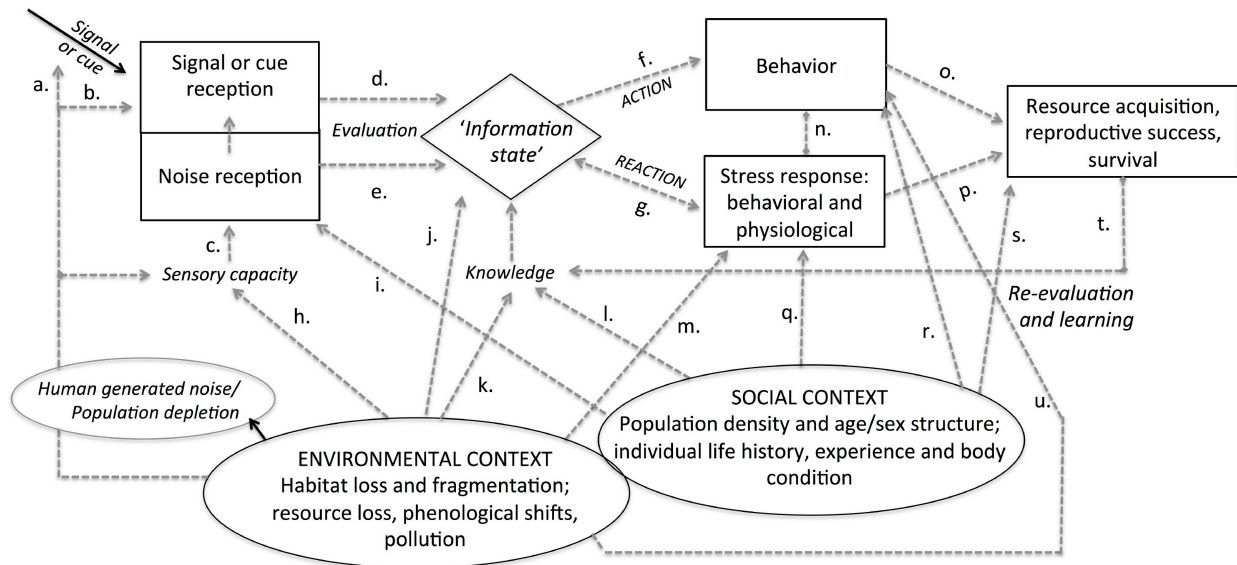 Signal
or cue
a.
b.
Signal or cue
reception
d.
Evaluation
Noise reception
e.
'Information
state'
f.
ACTION
REACTION
g.
Behavior
n.
Stress response:
behavioral and
physiological
o.
p.
Resource acquisition,
reproductive success,
survival
s.
t.
c.
Sensory capacity
i.
j.
Knowledge
Re-evaluation
and learning
h.
k.
l.
m.
q.
r.
u.
Human generated noise/
Population depletion
ENVIRONMENTAL CONTEXT
Habitat loss and fragmentation;
resource loss, phenological shifts,
pollution
SOCIAL CONTEXT
Population density and age/sex structure;
individual life history, experience and body
condition